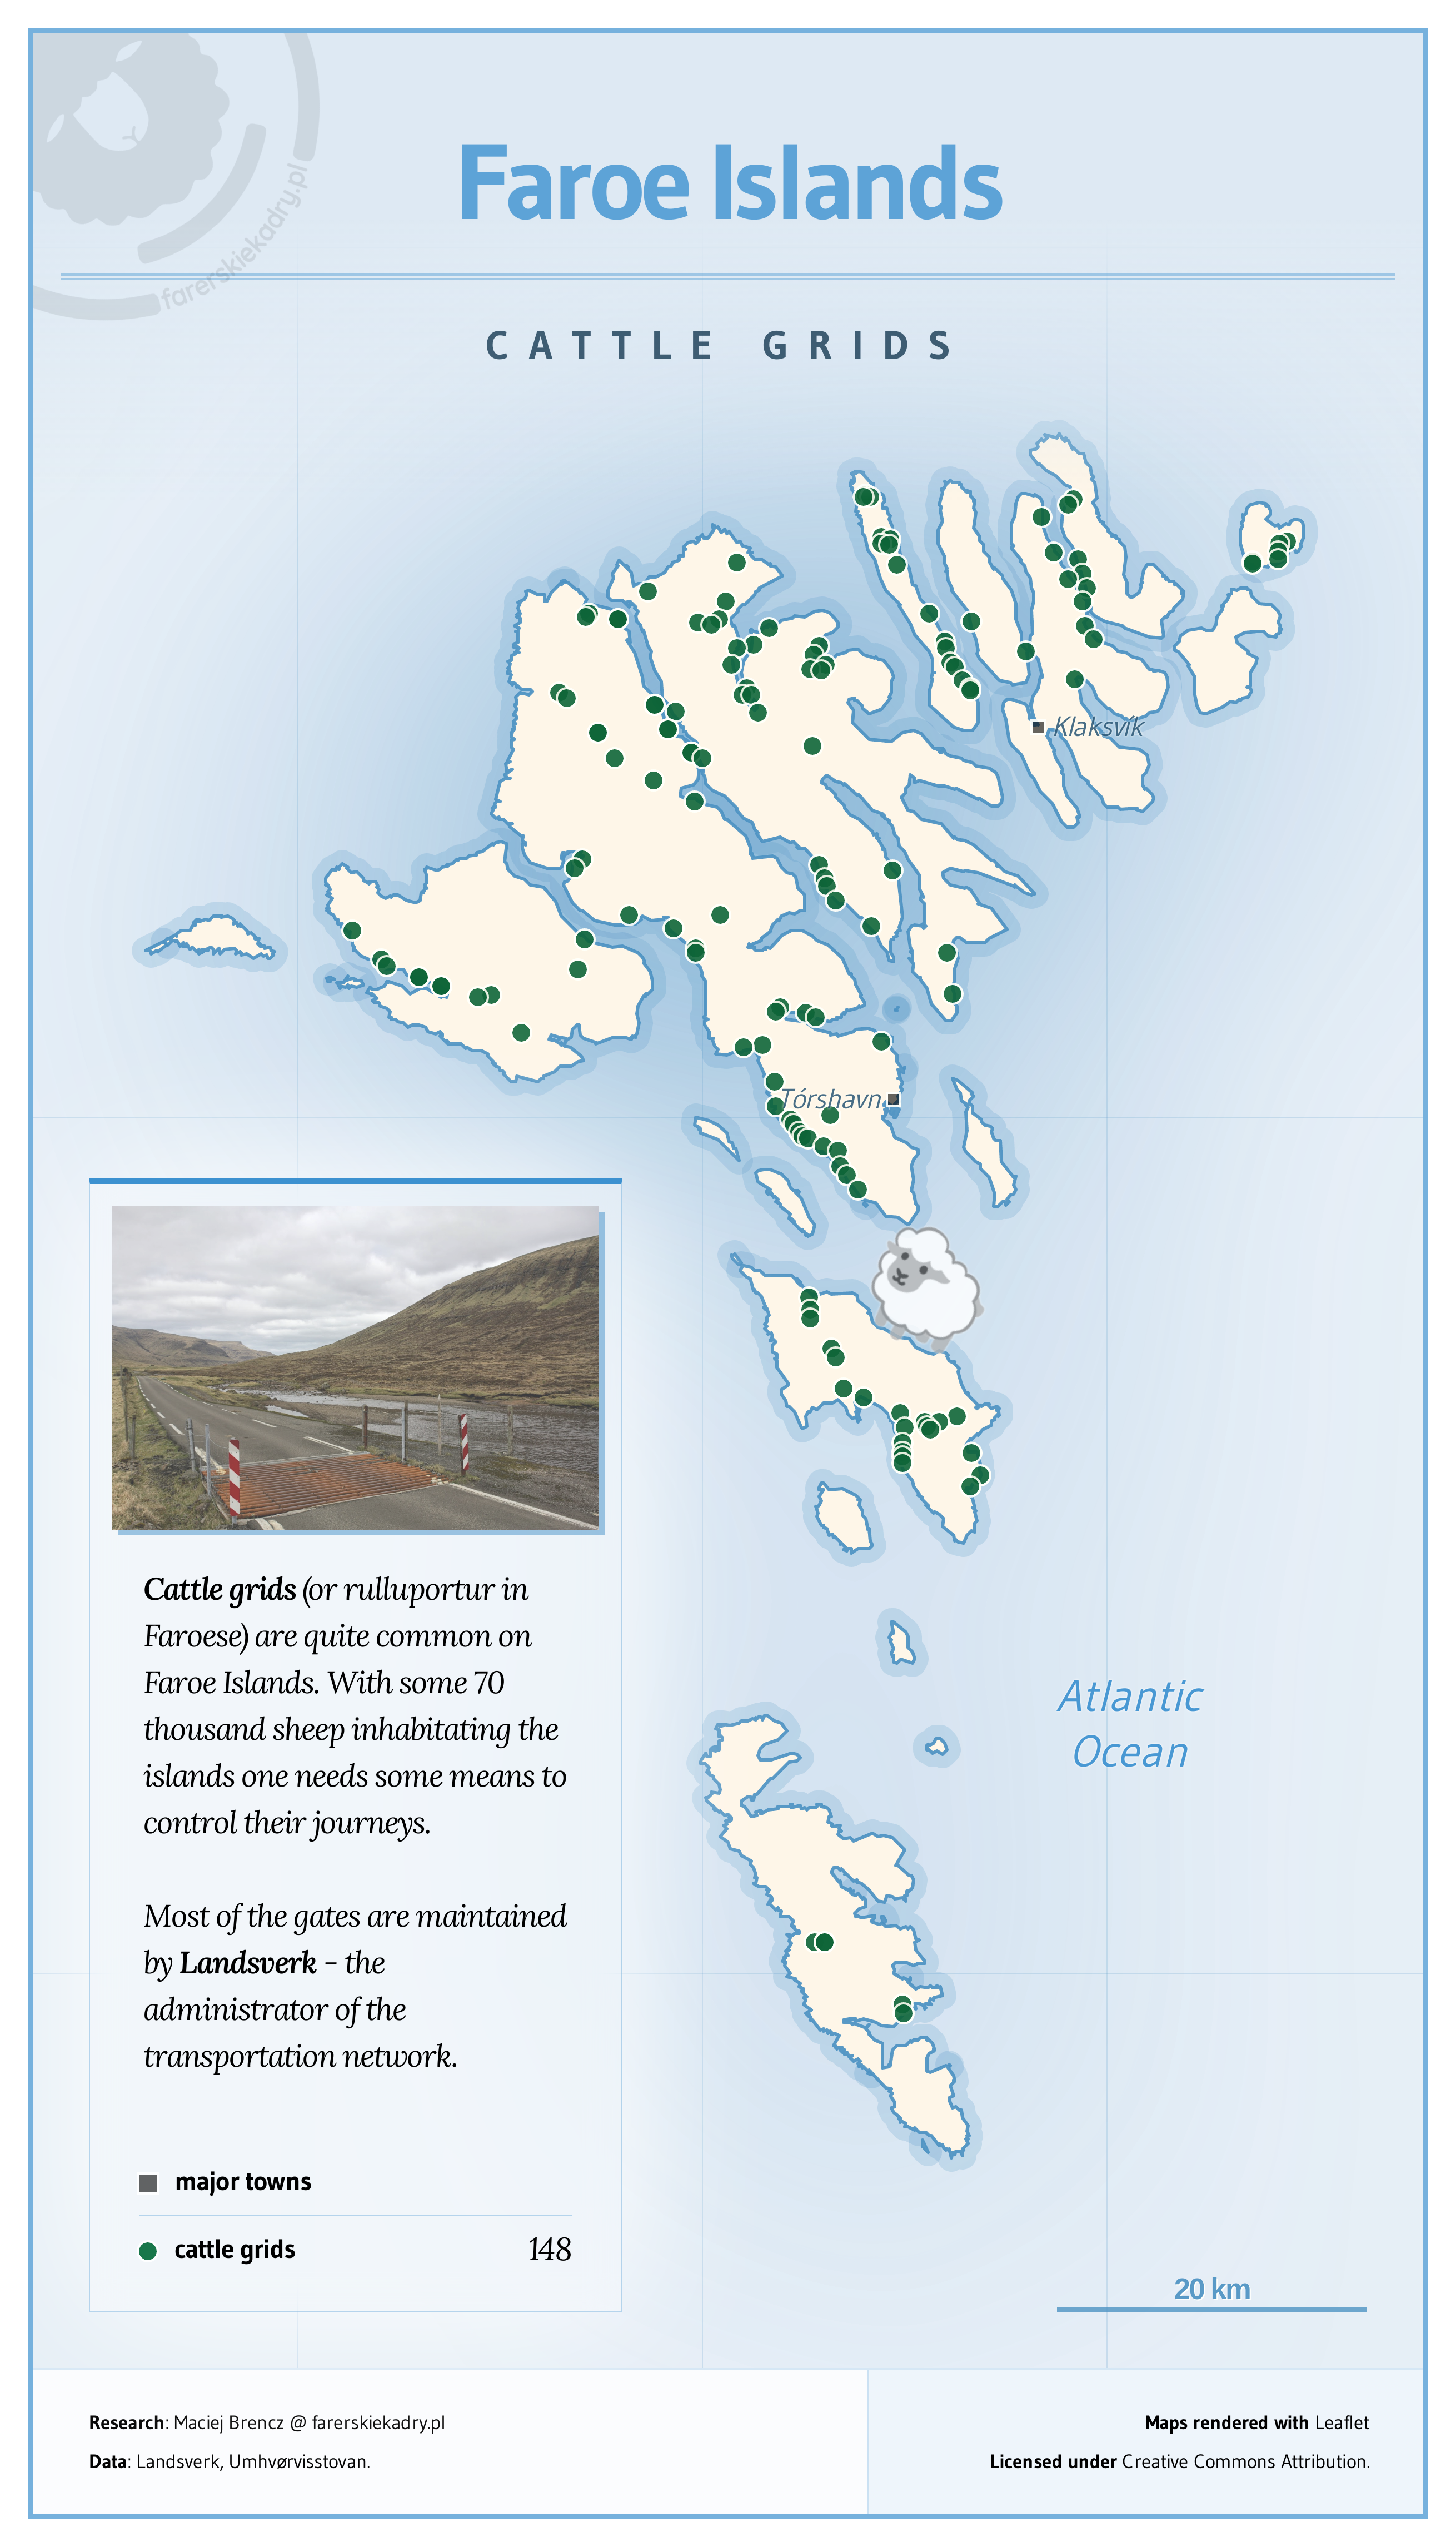 farerskiekadry.pl
Faroe Islands
CATTLE GRIDS
Klaksvík
Tórshavn
Cattle grids (or rulluportur in
Faroese) are quite common on
Faroe Islands. With some 70
thousand sheep inhabitating the
islands one needs some means to
control their journeys.
Most of the gates are maintained
by Landsverk - the
administrator of the
transportation network.
Atlantic
Ocean
major towns
cattle grids 148
20 km
Research: Maciej Brencz @ farerskiekadry.pl
Data: Landsverk, Umhvørvisstovan.
Maps rendered with Leaflet
Licensed under Creative Commons Attribution.